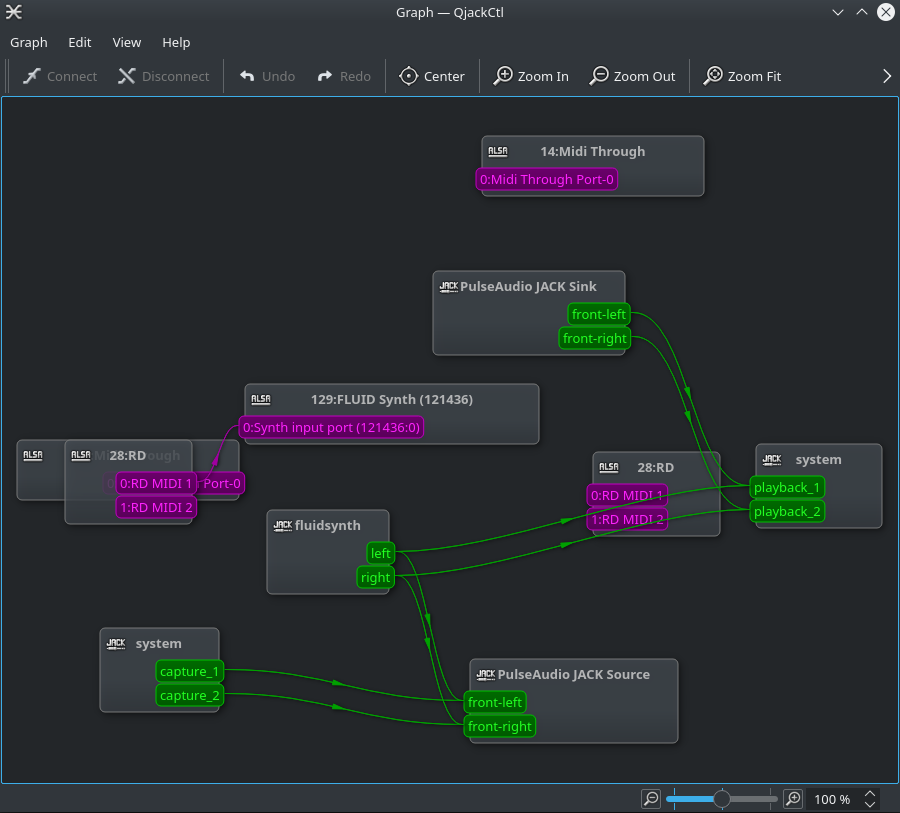 Graph — QjackCtl
Graph Edit View Help
Connect Disconnect Undo Redo Center Zoom In Zoom Out Zoom Fit
ALSA 14:Midi Through
0:Midi Through Port-0
JACK PulseAudio JACK Sink
front-left
front-right
ALSA 129:FLUID Synth (121436)
0:Synth input port (121436:0)
ALSA
ALSA 28:RD
0:RD MIDI 1 Port-0
1:RD MIDI 2
ALSA 28:RD
0:RD MIDI 1
1:RD MIDI 2
JACK system
playback_1
playback_2
JACK fluidsynth
left
right
JACK system
capture_1
capture_2
JACK PulseAudio JACK Source
front-left
front-right
100 %